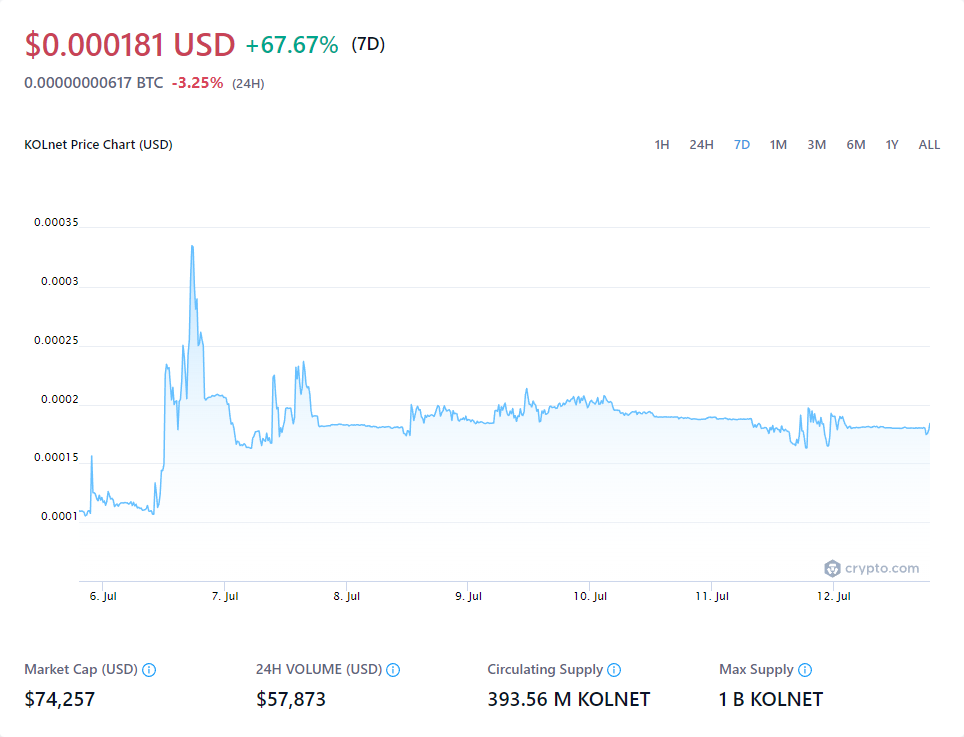 $0.000181 USD +67.67% (7D)
0.00000000617 BTC -3.25% (24H)
KOLnet Price Chart (USD) 1H 24H 7D 1M 3M 6M 1Y ALL
0.00035
0.0003
0.00025
0.0002
0.00015
0.0001
crypto.com
6. Jul 7. Jul 8. Jul 9. Jul 10. Jul 11. Jul 12. Jul
Market Cap (USD) 24H VOLUME (USD) Circulating Supply Max Supply
$74,257 $57,873 393.56 M KOLNET 1 B KOLNET